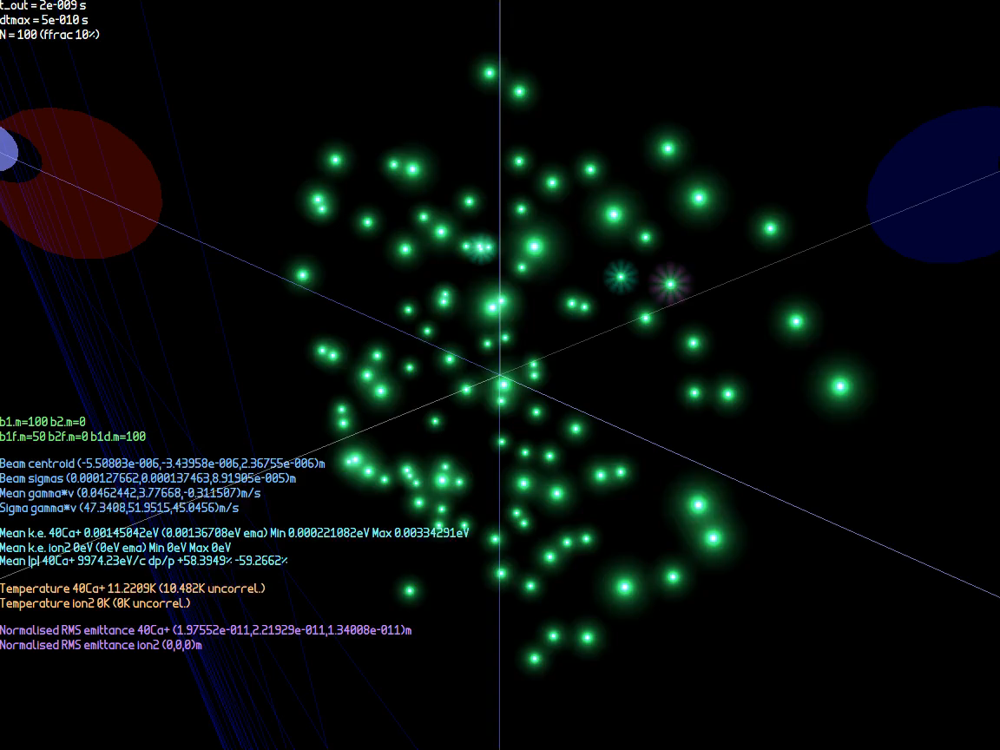 t_out = 2e-009 s
dtmax = 5e-010 s
N = 100 (ffrac 10%)
b1.m=100 b2.m=0
b1f.m=50 b2f.m=0 b1d.m=100
Beam centroid (-5.50803e-006,-3.43958e-006,2.36755e-006)m
Beam sigmas (0.000127662,0.000137463,8.91905e-005)m
Mean gamma*v (0.0462442,3.77668,-0.311507)m/s
Sigma gamma*v (47.3408,51.9515,45.0456)m/s
Mean k.e. 40Ca+ 0.00145042eV (0.00136708eV ema) Min 0.000221082eV Max 0.00334291eV
Mean k.e. ion2 0eV (0eV ema) Min 0eV Max 0eV
Mean |p| 40Ca+ 9974.23eV/c dp/p +58.3949% -59.2662%
Temperature 40Ca+ 11.2209K (10.482K uncorrel.)
Temperature ion2 0K (0K uncorrel.)
Normalised RMS emittance 40Ca+ (1.97552e-011,2.21929e-011,1.34008e-011)m
Normalised RMS emittance ion2 (0,0,0)m